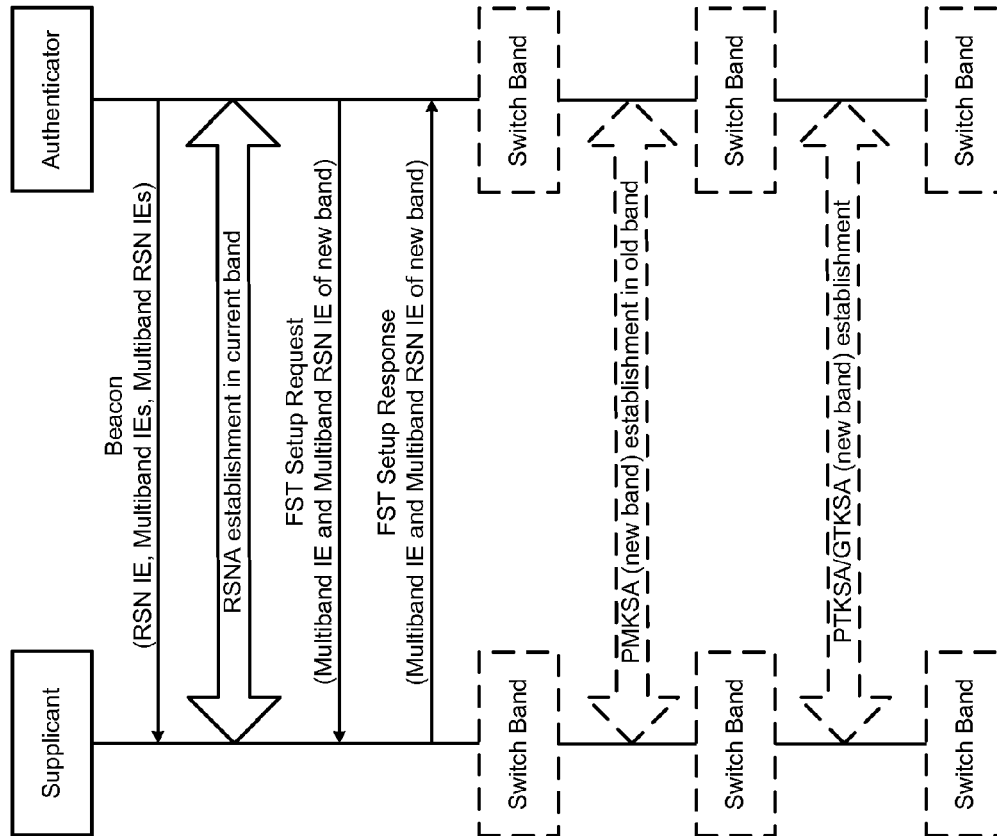 Supplicant
Authenticator
Beacon
(RSN IE, Multiband IEs, Multiband RSN IEs)
RSNA establishment in current band
FST Setup Request
(Multiband IE and Multiband RSN IE of new band)
FST Setup Response
(Multiband IE and Multiband RSN IE of new band)
Switch Band
Switch Band
PMKSA (new band) establishment in old band
Switch Band
Switch Band
PTKSA/GTKSA (new band) establishment
Switch Band
Switch Band